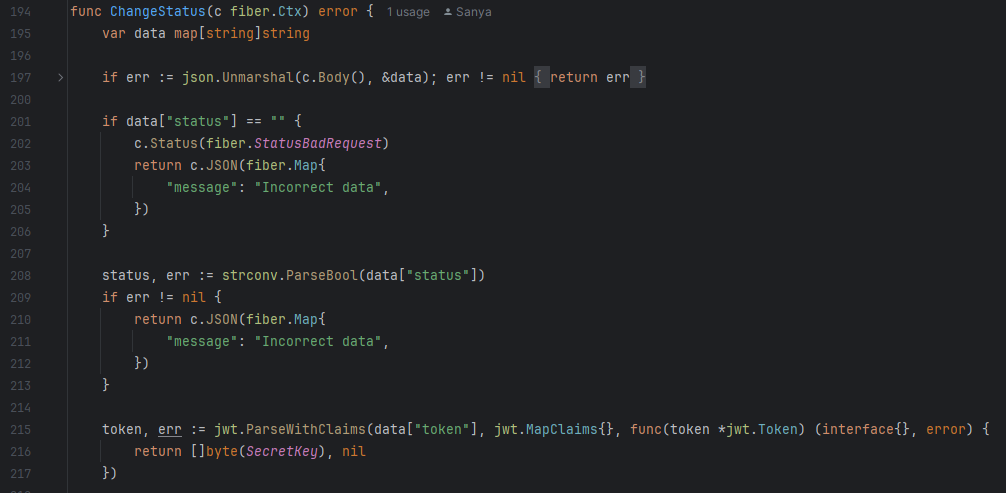 194 func ChangeStatus(c fiber.Ctx) error { 1 usage Sanya
195     var data map[string]string
196
197     if err := json.Unmarshal(c.Body(), &data); err != nil { return err }
200
201     if data["status"] == "" {
202         c.Status(fiber.StatusBadRequest)
203         return c.JSON(fiber.Map{
204             "message": "Incorrect data",
205         })
206     }
207
208     status, err := strconv.ParseBool(data["status"])
209     if err != nil {
210         return c.JSON(fiber.Map{
211             "message": "Incorrect data",
212         })
213     }
214
215     token, err := jwt.ParseWithClaims(data["token"], jwt.MapClaims{}, func(token *jwt.Token) (interface{}, error) {
216         return []byte(SecretKey), nil
217     })